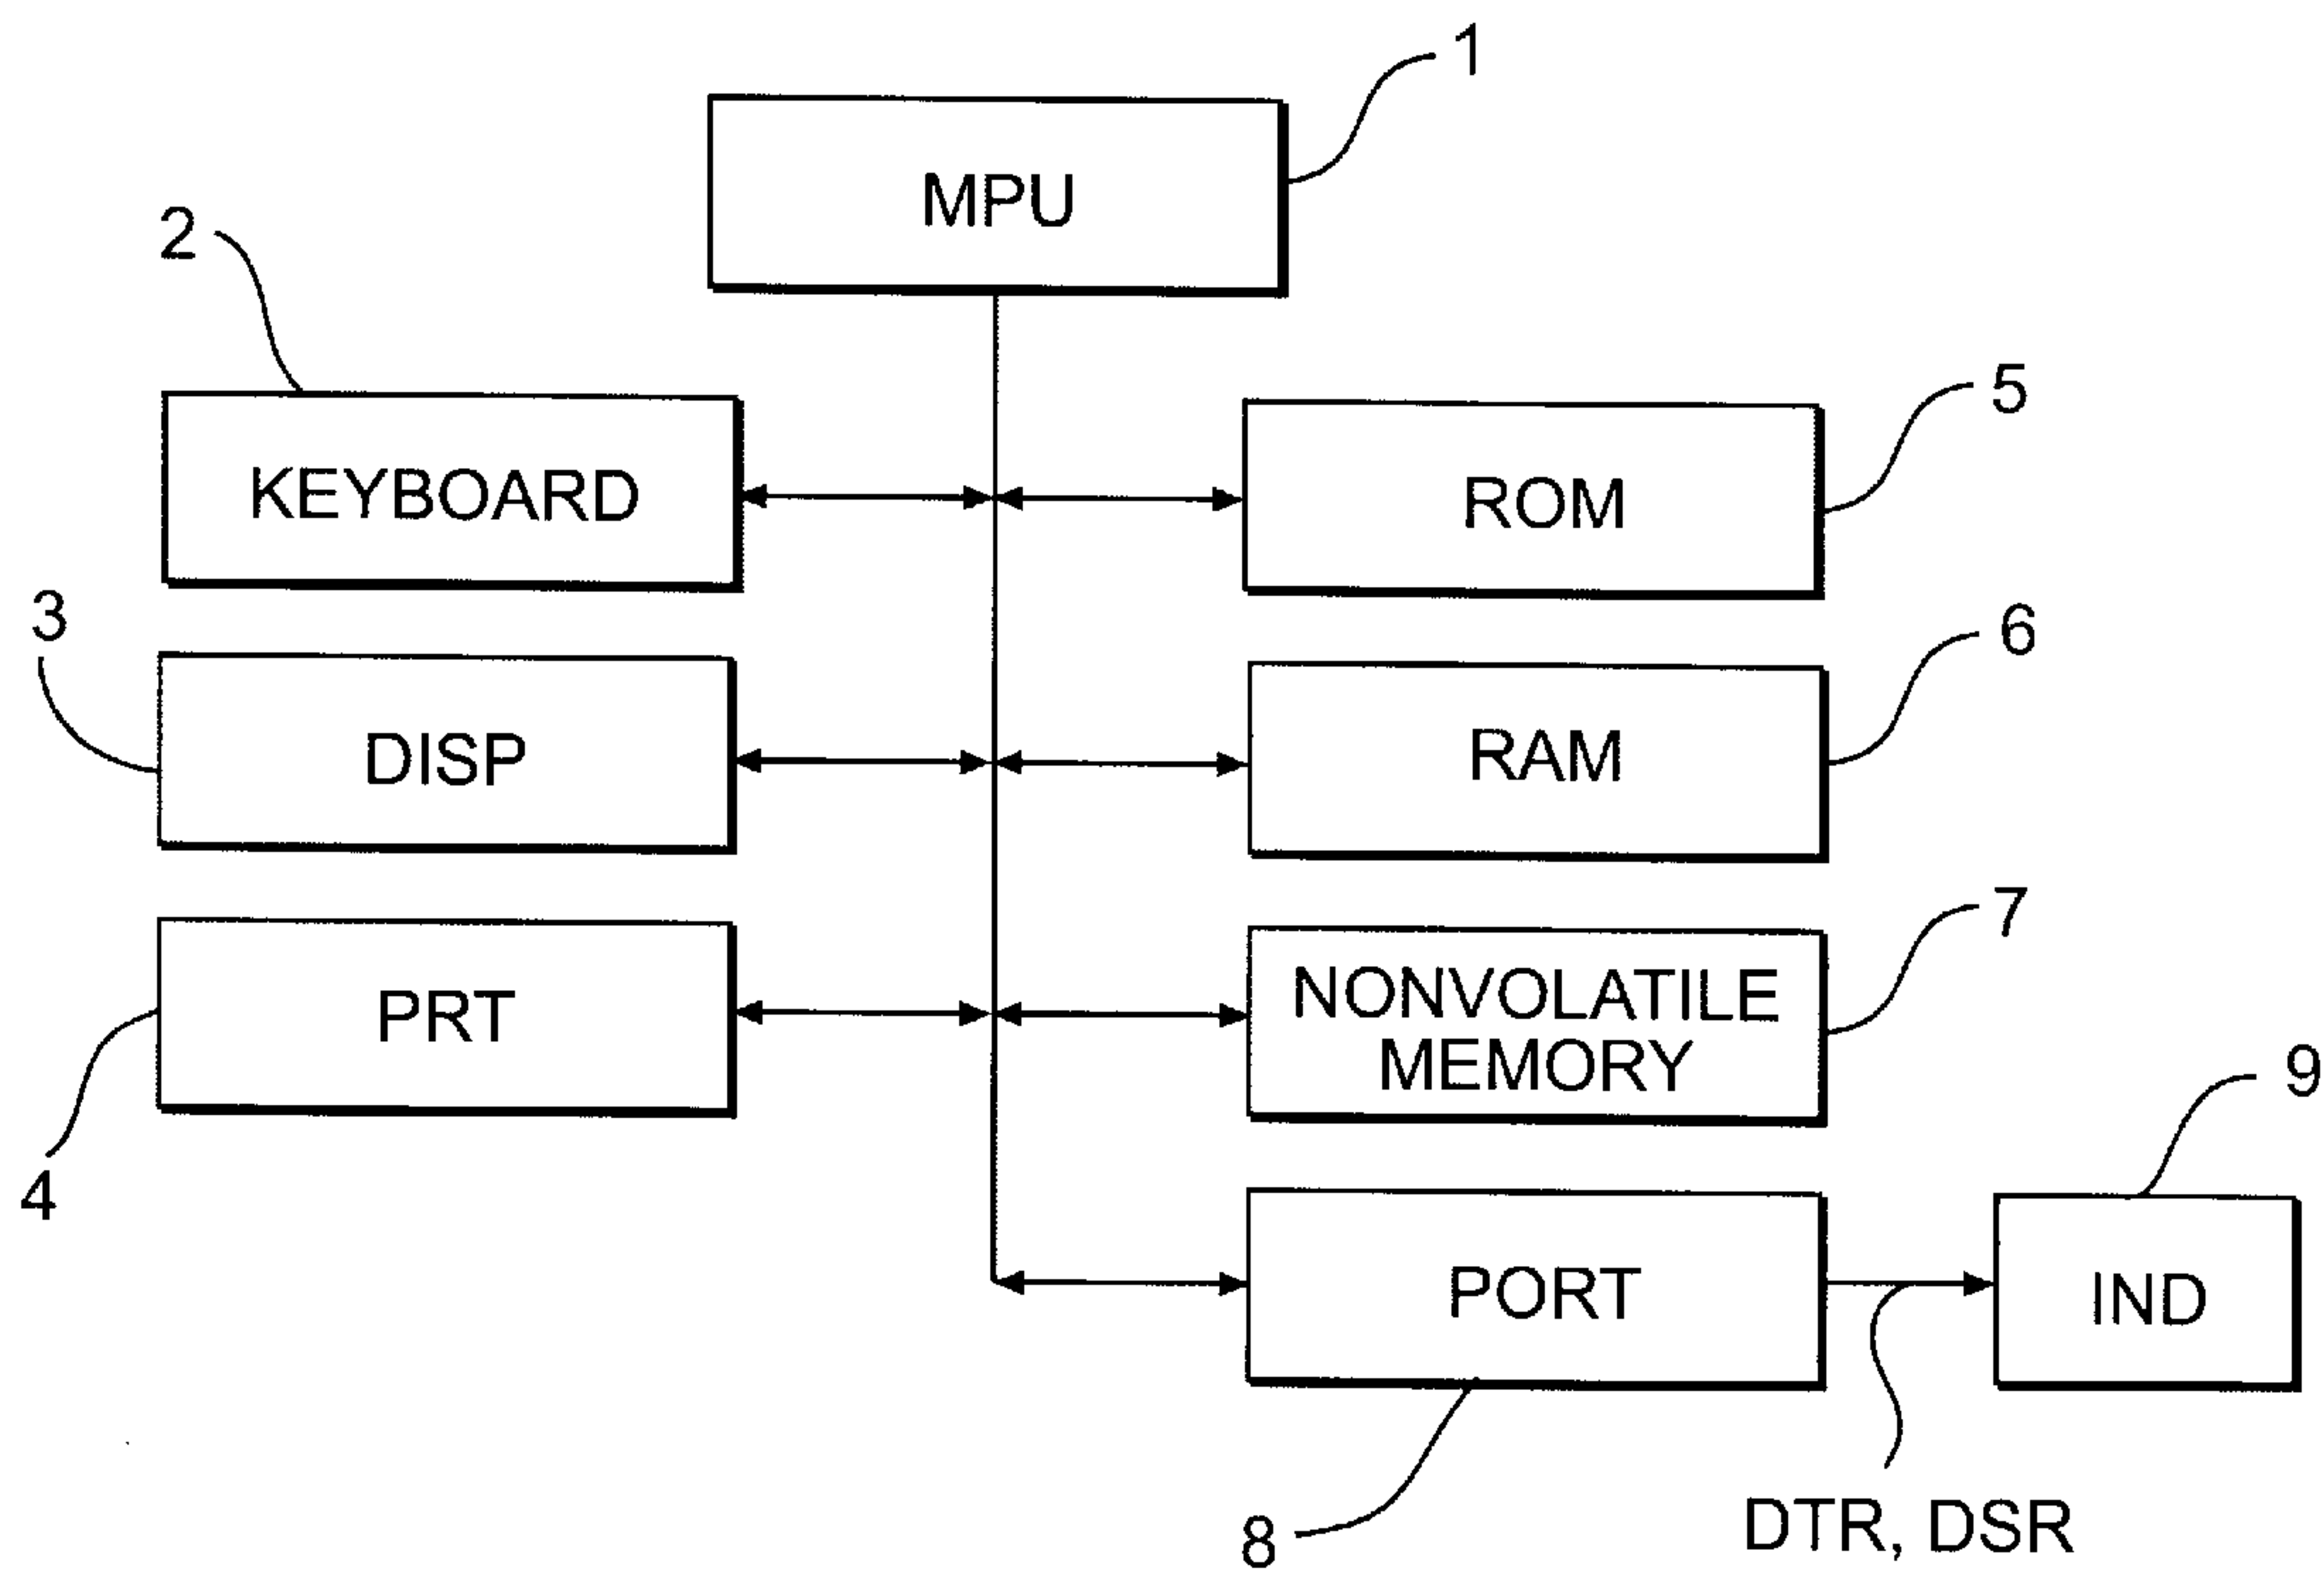 1
MPU
2
5
KEYBOARD
ROM
3
6
DISP
RAM
7
PRT
NONVOLATILE
MEMORY
9
4
PORT
IND
8
DTR, DSR